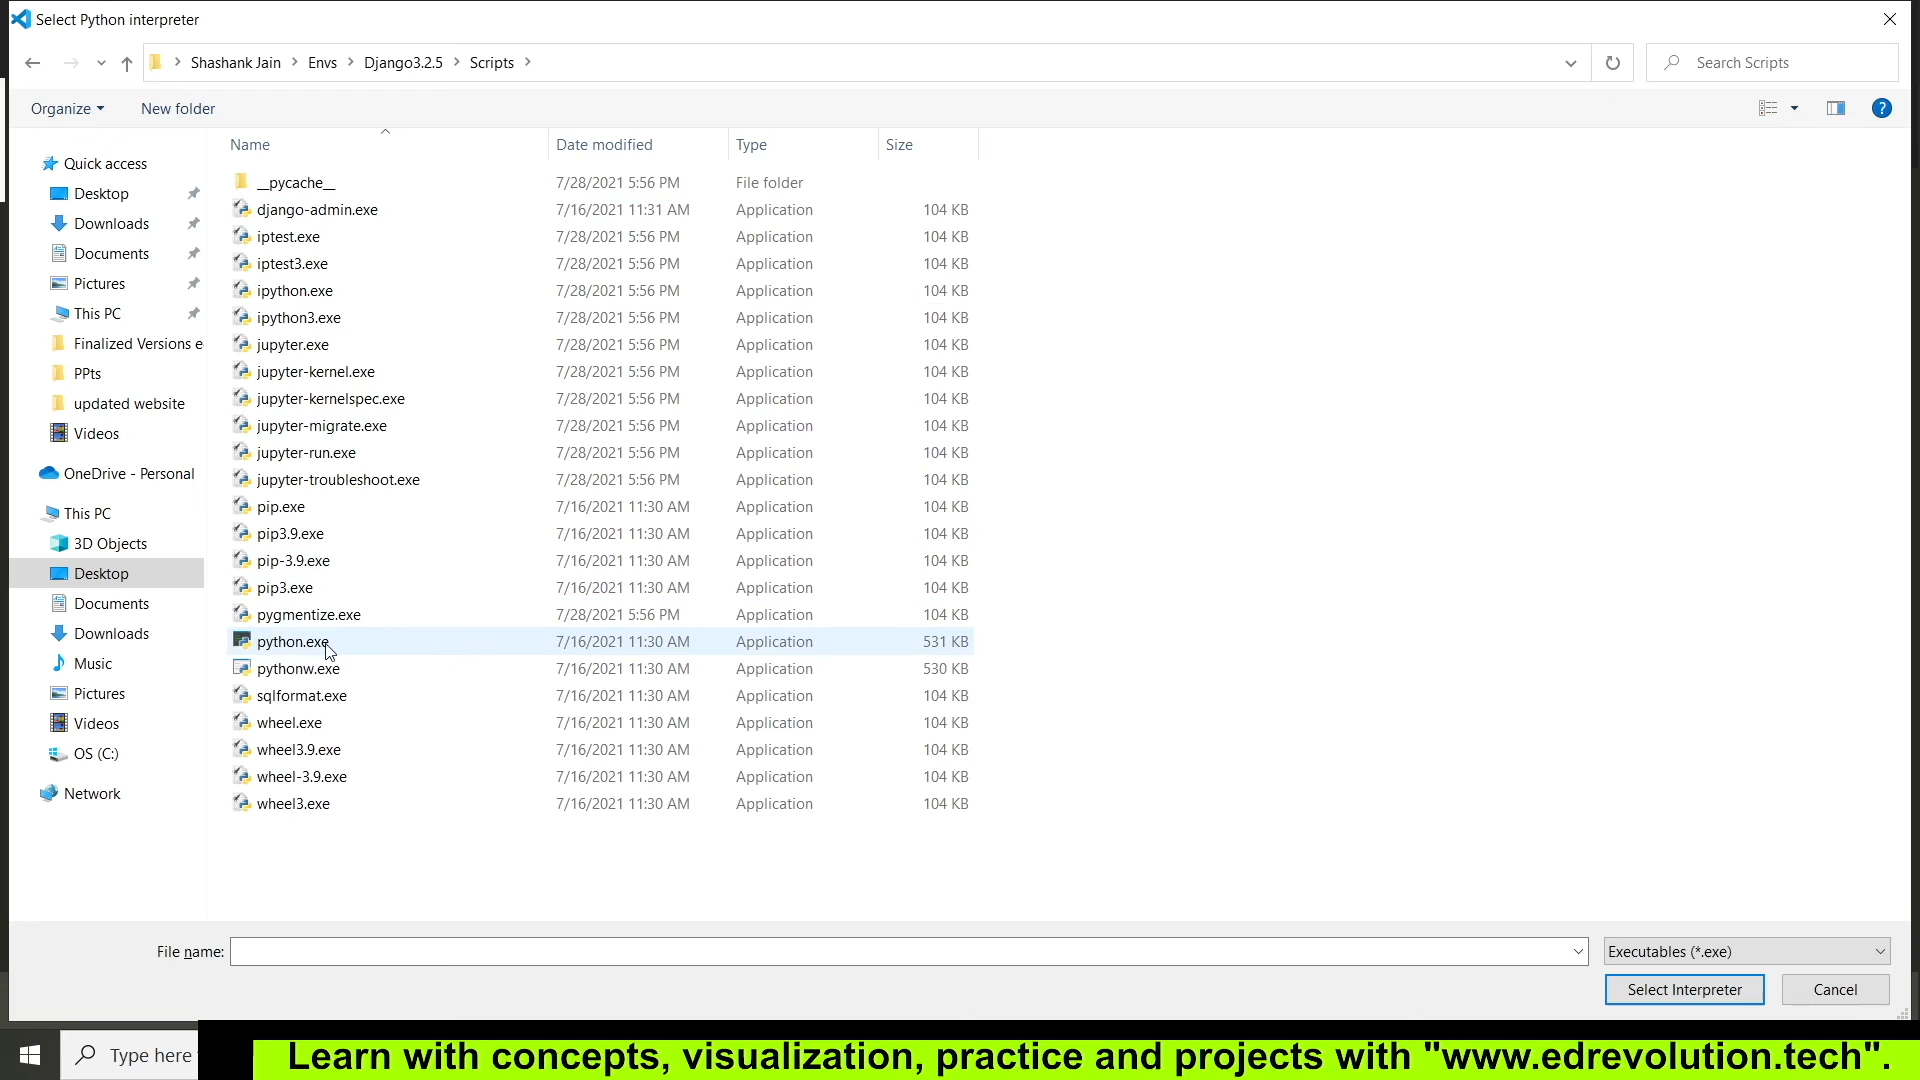 Select Python interpreter
Shashank Jain Envs Django3.2.5 Scripts
Search Scripts
Organize New folder
?
Name Date modified Type Size
Quick access
Desktop
Downloads
Documents
Pictures
This PC
Finalized Versions e
PPts
updated website
Videos
OneDrive - Personal
This PC
3D Objects
Desktop
Documents
Downloads
Music
Pictures
Videos
OS (C:)
Network
__pycache__ 7/28/2021 5:56 PM File folder
django-admin.exe 7/16/2021 11:31 AM Application 104 KB
iptest.exe 7/28/2021 5:56 PM Application 104 KB
iptest3.exe 7/28/2021 5:56 PM Application 104 KB
ipython.exe 7/28/2021 5:56 PM Application 104 KB
ipython3.exe 7/28/2021 5:56 PM Application 104 KB
jupyter.exe 7/28/2021 5:56 PM Application 104 KB
jupyter-kernel.exe 7/28/2021 5:56 PM Application 104 KB
jupyter-kernelspec.exe 7/28/2021 5:56 PM Application 104 KB
jupyter-migrate.exe 7/28/2021 5:56 PM Application 104 KB
jupyter-run.exe 7/28/2021 5:56 PM Application 104 KB
jupyter-troubleshoot.exe 7/28/2021 5:56 PM Application 104 KB
pip.exe 7/16/2021 11:30 AM Application 104 KB
pip3.9.exe 7/16/2021 11:30 AM Application 104 KB
pip-3.9.exe 7/16/2021 11:30 AM Application 104 KB
pip3.exe 7/16/2021 11:30 AM Application 104 KB
pygmentize.exe 7/28/2021 5:56 PM Application 104 KB
python.exe 7/16/2021 11:30 AM Application 531 KB
pythonw.exe 7/16/2021 11:30 AM Application 530 KB
sqlformat.exe 7/16/2021 11:30 AM Application 104 KB
wheel.exe 7/16/2021 11:30 AM Application 104 KB
wheel3.9.exe 7/16/2021 11:30 AM Application 104 KB
wheel-3.9.exe 7/16/2021 11:30 AM Application 104 KB
wheel3.exe 7/16/2021 11:30 AM Application 104 KB
File name:
Executables (*.exe)
Select Interpreter Cancel
Type here
Learn with concepts, visualization, practice and projects with "www.edrevolution.tech".